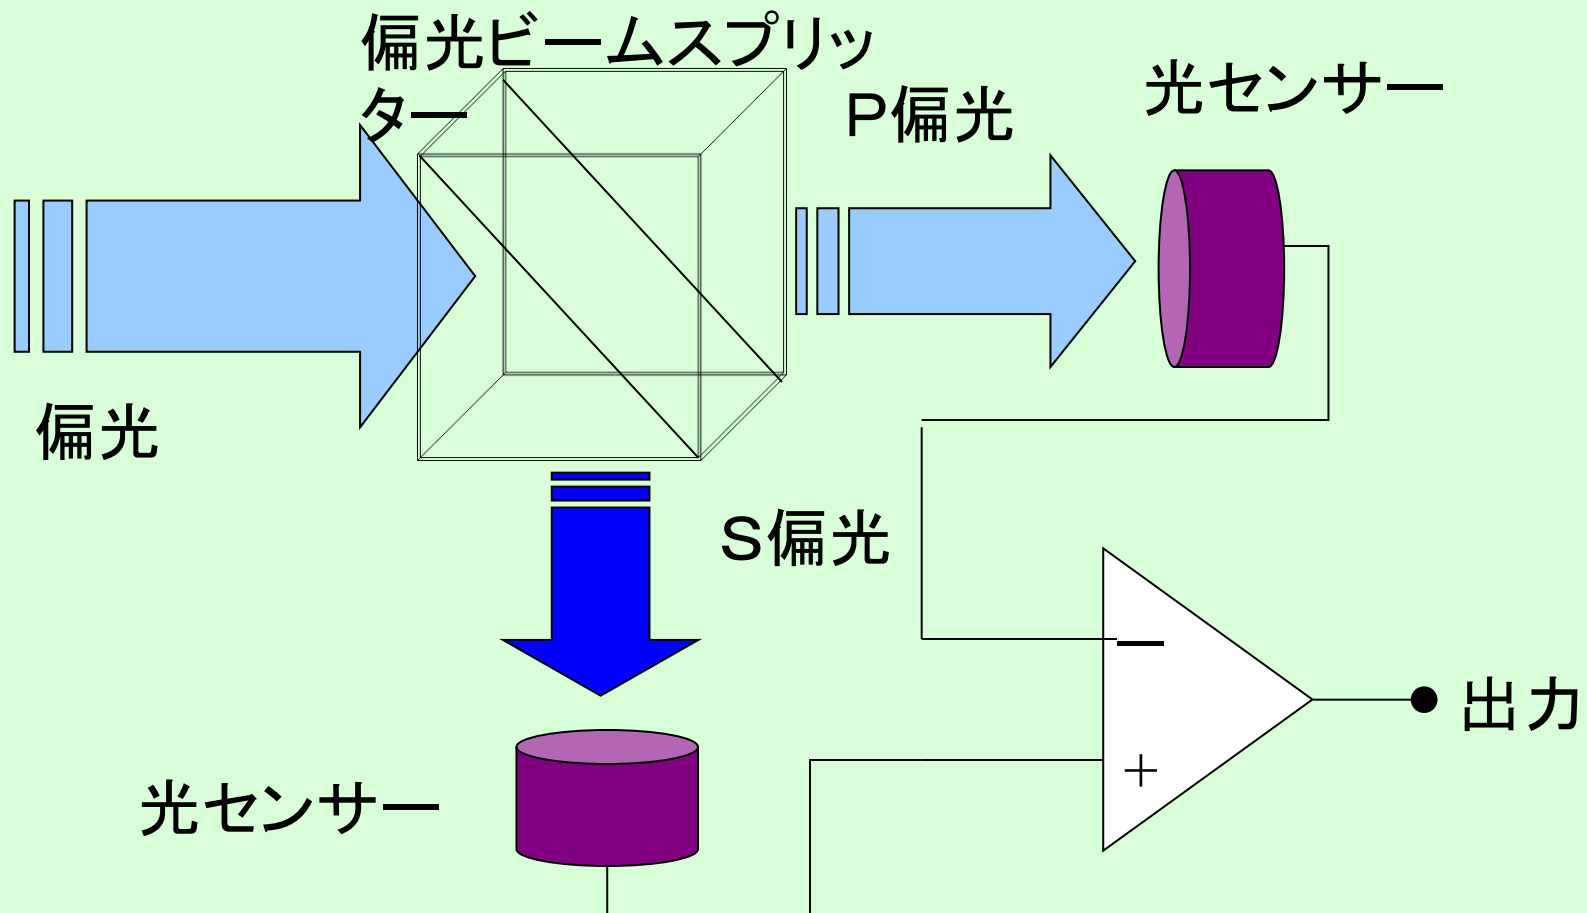 偏光ビームスプリッ
ター
P偏光
光センサー
偏光
S偏光
－
出力
＋
光センサー